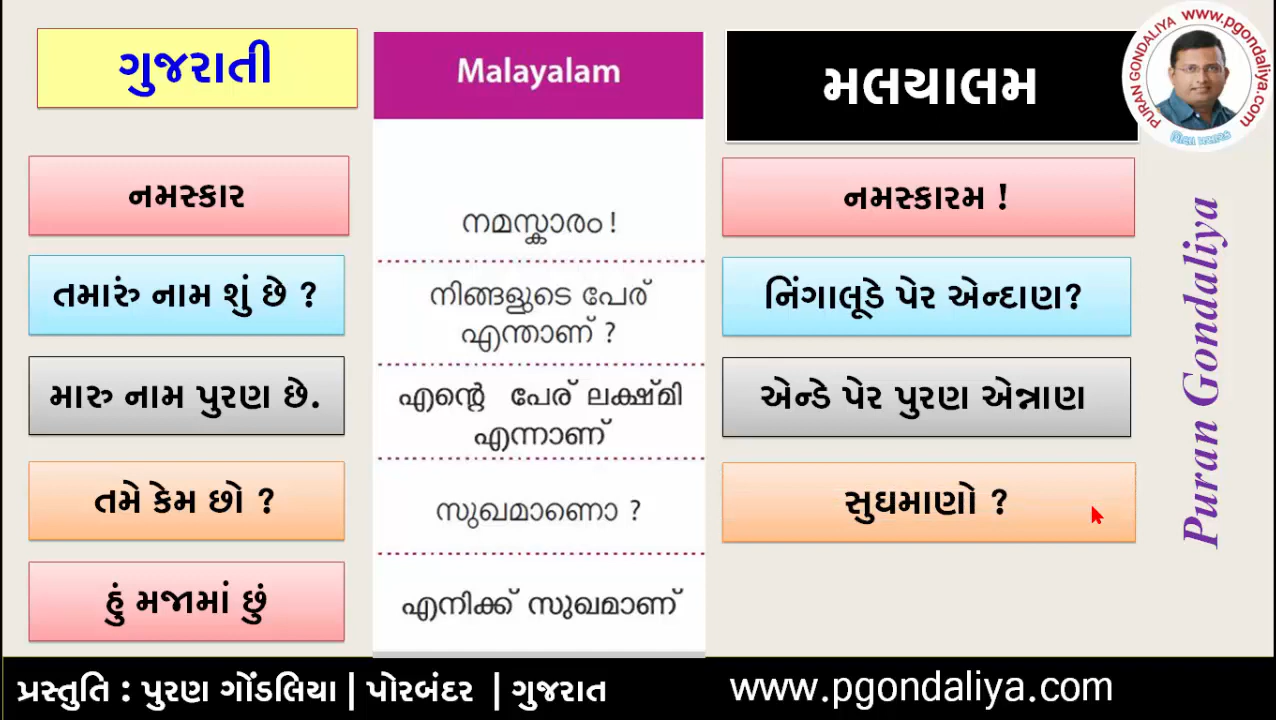 ગુજરાતી
Malayalam
મલયાલમ
PURAN GONDALIYA www.pgondaliya.com
નમસ્કાર
നമസ്കാരം !
નમસ્કારમ !
તમારું નામ શું છે ?
നിങ്ങളുടെ പേര്
എന്താണ് ?
નિંગાલૂડે પેર એન્દાણ?
મારુ નામ પુરણ છે.
എന്റെ പേര് ലക്ഷ്മി
എന്നാണ്
એન્ડે પેર પુરણ એન્નાણ
તમે કેમ છો ?
സുഖമാണൊ ?
સુઘમાણો ?
હું મજામાં છું
എനിക്ക് സുഖമാണ്
Puran Gondaliya
પ્રસ્તુતિ : પુરણ ગોંડલિયા | પોરબંદર | ગુજરાત
www.pgondaliya.com